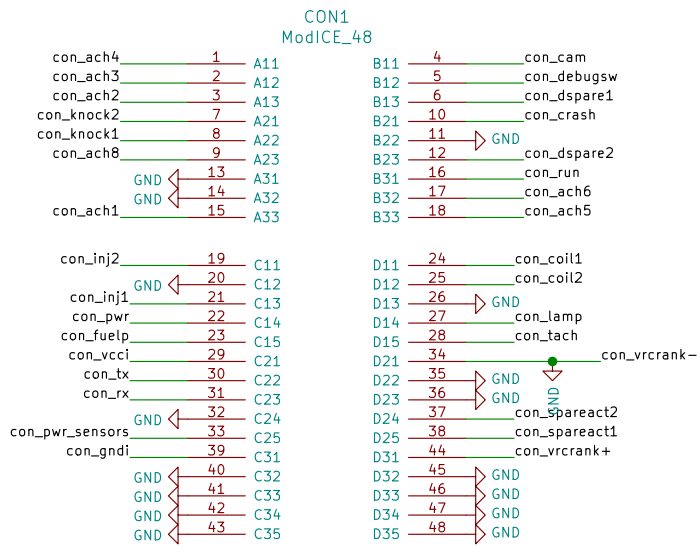 CON1
ModICE_48
con_ach4 1 A11 B11 4 con_cam
con_ach3 2 A12 B12 5 con_debugsw
con_ach2 3 A13 B13 6 con_dspare1
con_knock2 7 A21 B21 10 con_crash
con_knock1 8 A22 B22 11 GND
con_ach8 9 A23 B23 12 con_dspare2
GND 13 A31 B31 16 con_run
GND 14 A32 B32 17 con_ach6
con_ach1 15 A33 B33 18 con_ach5
con_inj2 19 C11 D11 24 con_coil1
GND 20 C12 D12 25 con_coil2
con_inj1 21 C13 D13 26 GND
con_pwr 22 C14 D14 27 con_lamp
con_fuelp 23 C15 D15 28 con_tach
con_vcci 29 C21 D21 34 con_vrcrank-
con_tx 30 C22 D22 35 GND
con_rx 31 C23 D23 36 GND
GND
GND 32 C24 D24 37 con_spareact2
con_pwr_sensors 33 C25 D25 38 con_spareact1
con_gndi 39 C31 D31 44 con_vrcrank+
GND 40 C32 D32 45 GND
GND 41 C33 D33 46 GND
GND 42 C34 D34 47 GND
GND 43 C35 D35 48 GND